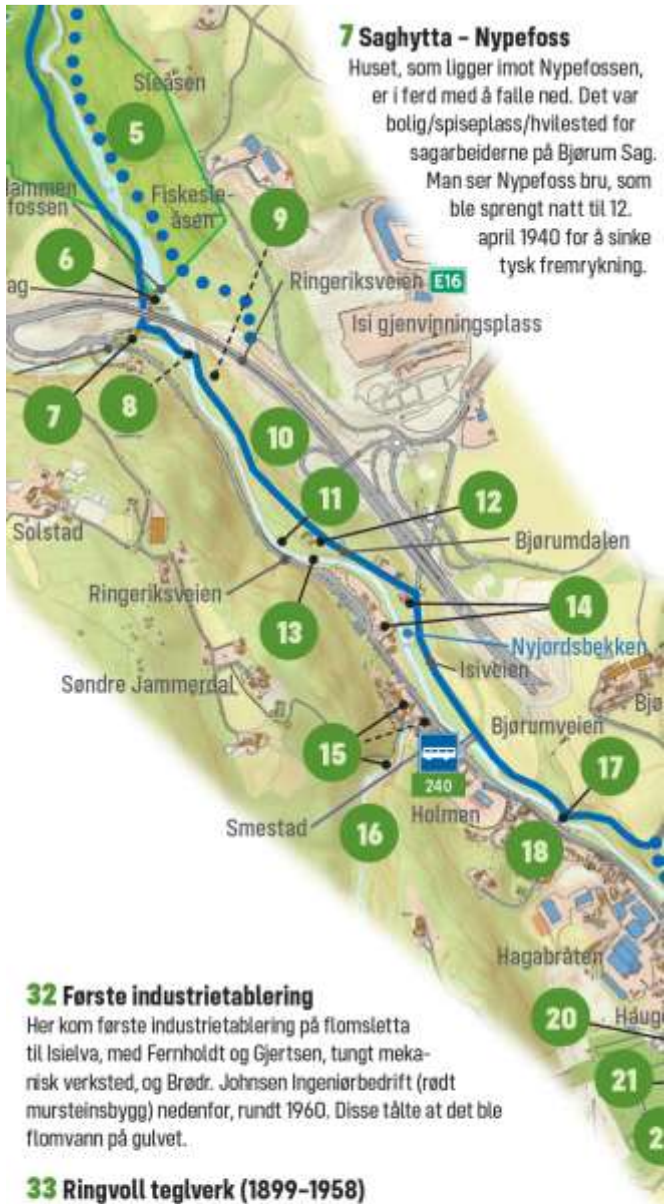 7 Saghytta – Nypefoss
Huset, som ligger imot Nypefossen,
er i ferd med å falle ned. Det var
bolig/spiseplass/hvilested for
sagarbeiderne på Bjørum Sag.
Man ser Nypefoss bru, som
ble sprengt natt til 12.
april 1940 for å sinke
tysk fremrykning.
Sleåsen
5
lammen
fossen
Fiskesle-
åsen
9
6
ag
Ringeriksveien E16
Isi gjenvinningsplass
7
8
10
11
12
Solstad
Bjørumdalen
Ringeriksveien
13
14
Nyjordsbekken
Søndre Jammerdal
Isiveien
Bjø
15
Bjørumveien
17
240
Smestad
Holmen
16
18
Hagabråten
20
Haug
21
2
32 Første industrietablering
Her kom første industrietablering på flomsletta
til Isielva, med Fernholdt og Gjertsen, tungt meka-
nisk verksted, og Brødr. Johnsen Ingeniørbedrift (rødt
mursteinsbygg) nedenfor, rundt 1960. Disse tålte at det ble
flomvann på gulvet.
33 Ringvoll teglverk (1899–1958)